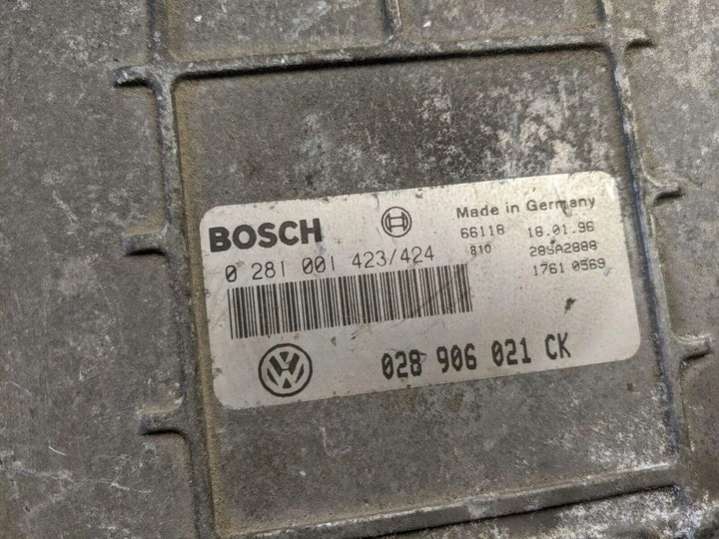 BOSCH
Made in Germany
0 281 001 423/424
66118 18.01.96
810 28SA2888
1761 0569
028 906 021 CK